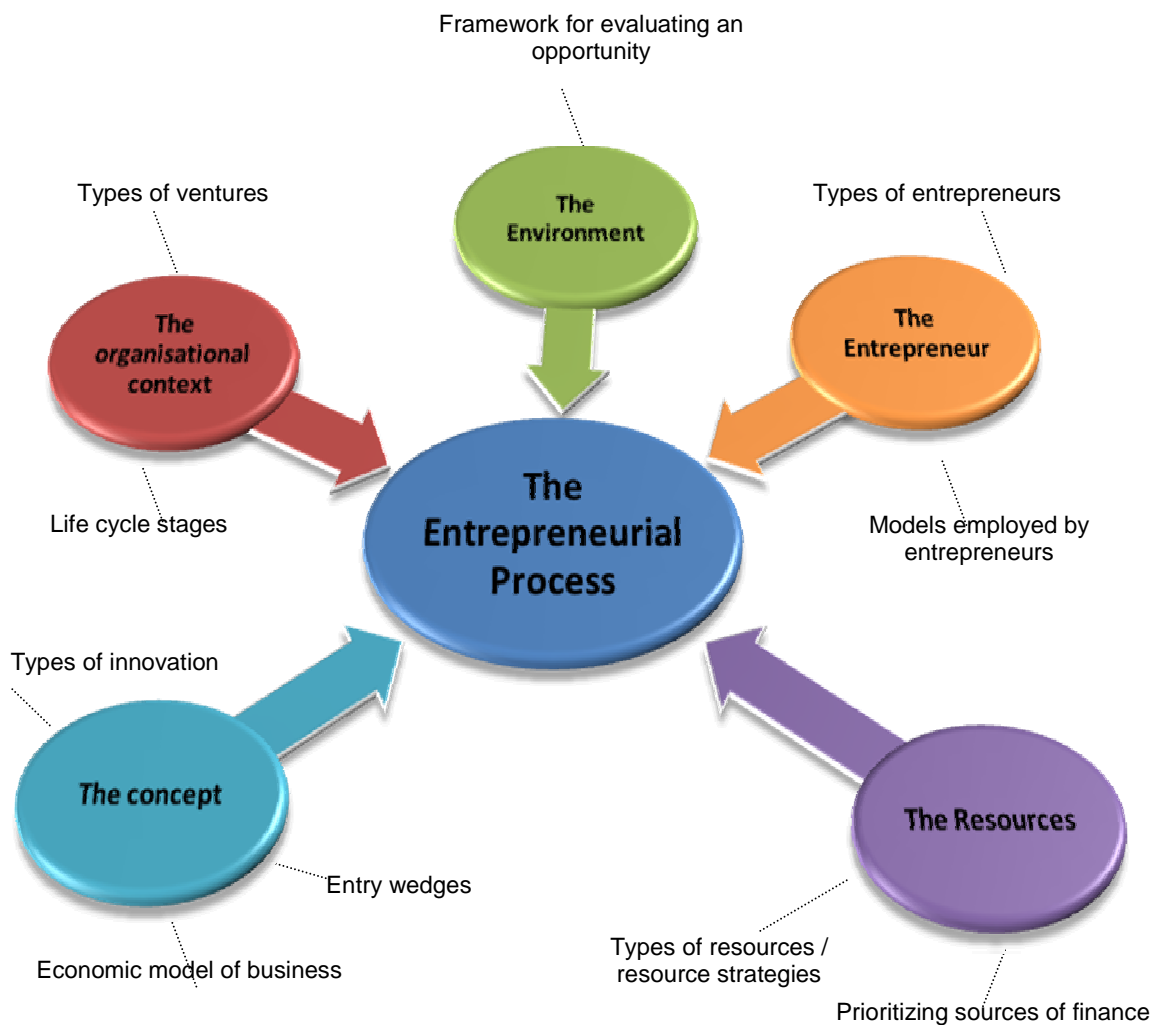 Framework for evaluating an
opportunity
Types of ventures
The
Environment
Types of entrepreneurs
The
organisational
context
The
Entrepreneur
The
Entrepreneurial
Process
Life cycle stages
Models employed by
entrepreneurs
Types of innovation
The concept
The Resources
Entry wedges
Economic model of business
Types of resources /
resource strategies
Prioritizing sources of finance